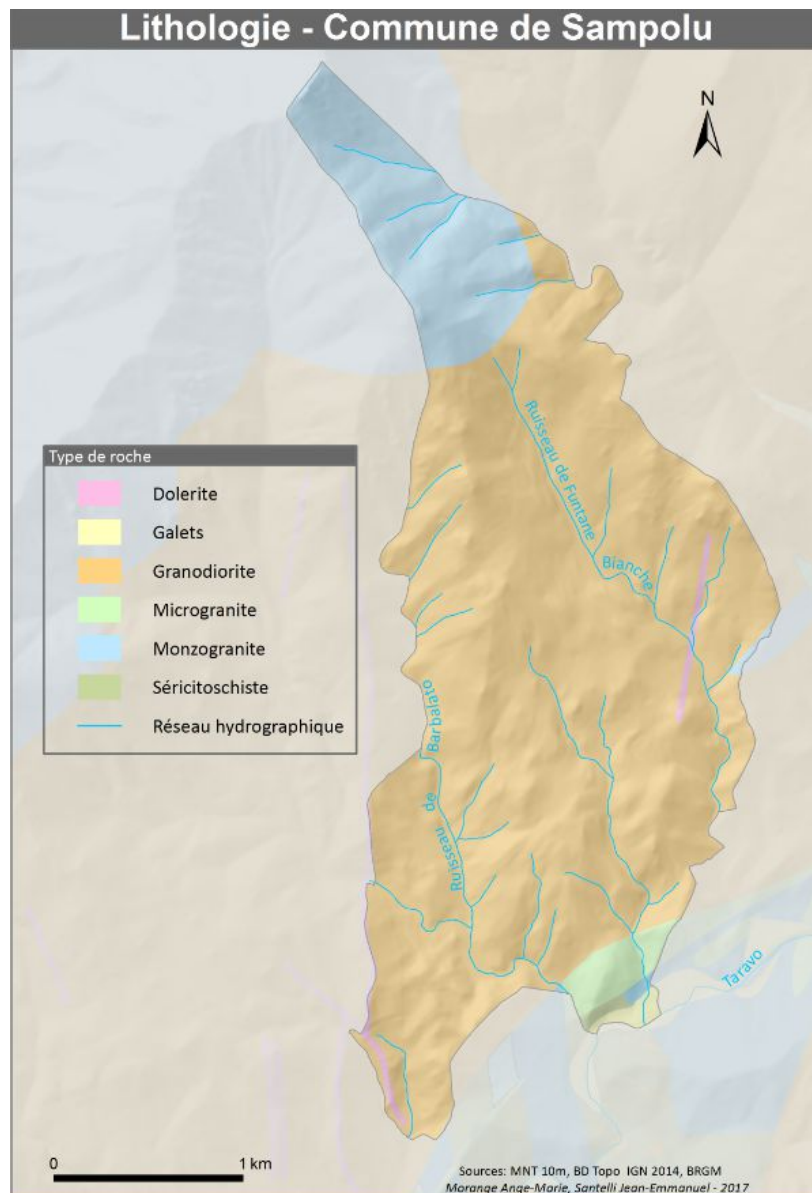 Lithologie - Commune de Sampolu
N
Ruisseau de Funtane
Bianche
Type de roche
Dolerite
Galets
Granodiorite
Microgranite
Monzogranite
Séricitoschiste
Réseau hydrographique
Ruisseau de Barbalato
Taravo
0 1 km
Sources: MNT 10m, BD Topo IGN 2014, BRGM
Morange Ange-Marie, Santelli Jean-Emmanuel - 2017